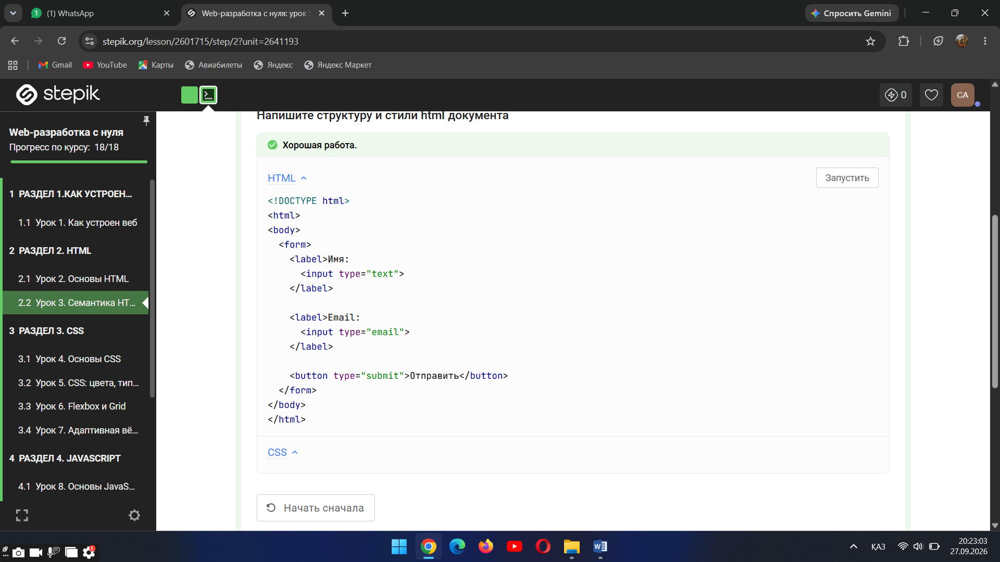 (1) WhatsApp
Web-разработка с нуля: урок
Спросить Gemini
stepik.org/lesson/2601715/step/2?unit=2641193
Gmail
YouTube
Карты
Авиабилеты
Яндекс
Яндекс Маркет
stepik
0
CA
Web-разработка с нуля
Прогресс по курсу: 18/18
1 РАЗДЕЛ 1.КАК УСТРОЕН...
1.1 Урок 1. Как устроен веб
2 РАЗДЕЛ 2. HTML
2.1 Урок 2. Основы HTML
2.2 Урок 3. Семантика HT...
3 РАЗДЕЛ 3. CSS
3.1 Урок 4. Основы CSS
3.2 Урок 5. CSS: цвета, тип...
3.3 Урок 6. Flexbox и Grid
3.4 Урок 7. Адаптивная вё...
4 РАЗДЕЛ 4. JAVASCRIPT
4.1 Урок 8. Основы JavaS...
Напишите структуру и стили html документа
Хорошая работа.
HTML
Запустить
<!DOCTYPE html>
<html>
<body>
  <form>
    <label>Имя:
      <input type="text">
    </label>

    <label>Email:
      <input type="email">
    </label>

    <button type="submit">Отправить</button>
  </form>
</body>
</html>
CSS
Начать сначала
5
ҚАЗ
20:23:03
27.09.2026